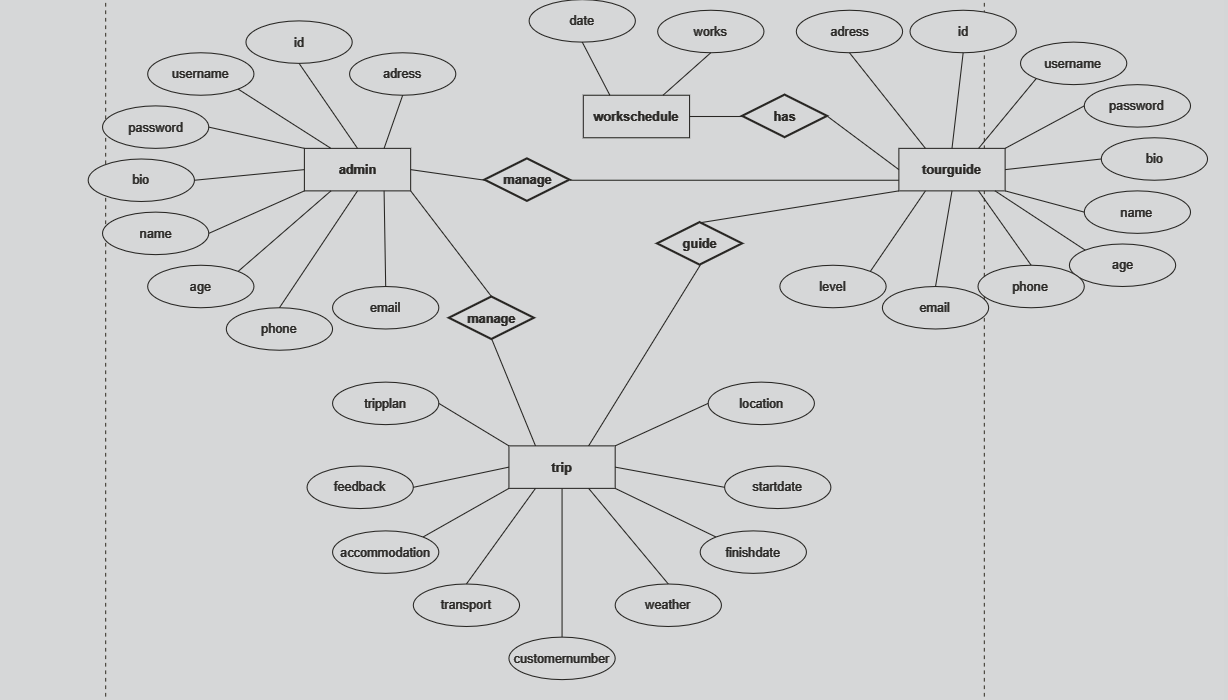 date
works
adress
id
id
username
adress
username
password
password
workschedule
has
bio
admin
manage
tourguide
bio
name
name
guide
age
age
phone
email
manage
level
email
phone
tripplan
location
trip
feedback
startdate
accommodation
finishdate
transport
weather
customernumber